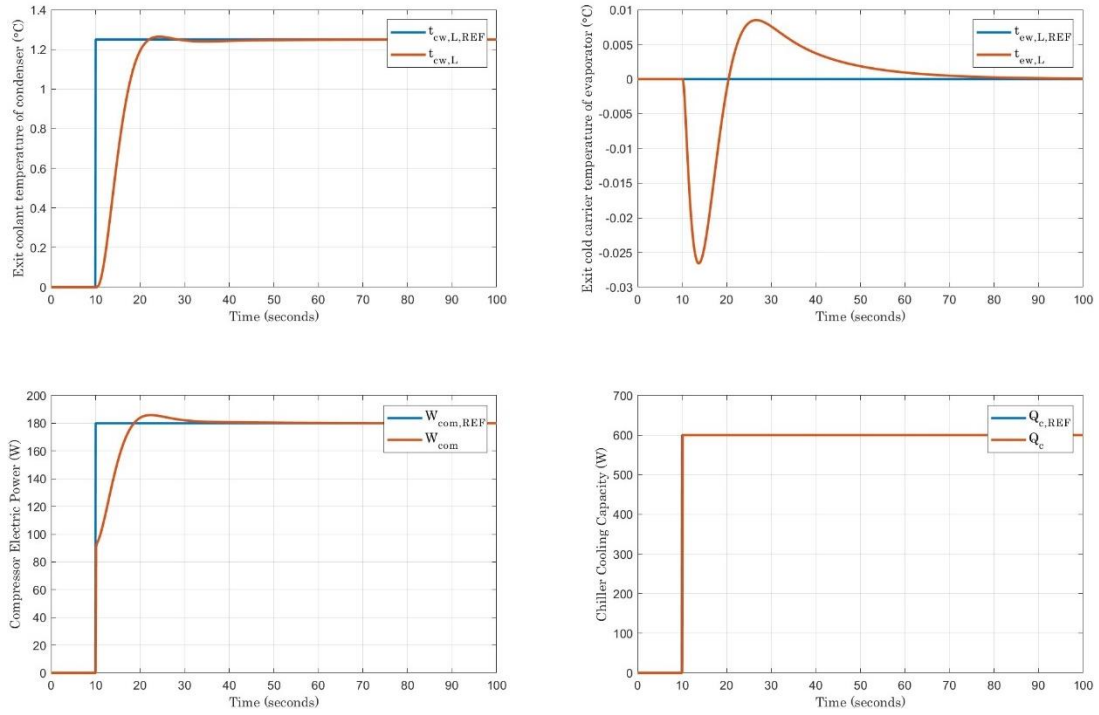 Exit coolant temperature of condenser (°C)
1.4
1.2
1
0.8
0.6
0.4
0.2
0
0 10 20 30 40 50 60 70 80 90 100
Time (seconds)
t_cw,L,REF
t_cw,L
Exit cold carrier temperature of evaporator (°C)
0.01
0.005
0
-0.005
-0.01
-0.015
-0.02
-0.025
-0.03
0 10 20 30 40 50 60 70 80 90 100
Time (seconds)
t_ew,L,REF
t_ew,L
Compressor Electric Power (W)
200
180
160
140
120
100
80
60
40
20
0
0 10 20 30 40 50 60 70 80 90 100
Time (seconds)
W_com,REF
W_com
Chiller Cooling Capacity (W)
700
600
500
400
300
200
100
0
0 10 20 30 40 50 60 70 80 90 100
Time (seconds)
Q_c,REF
Q_c